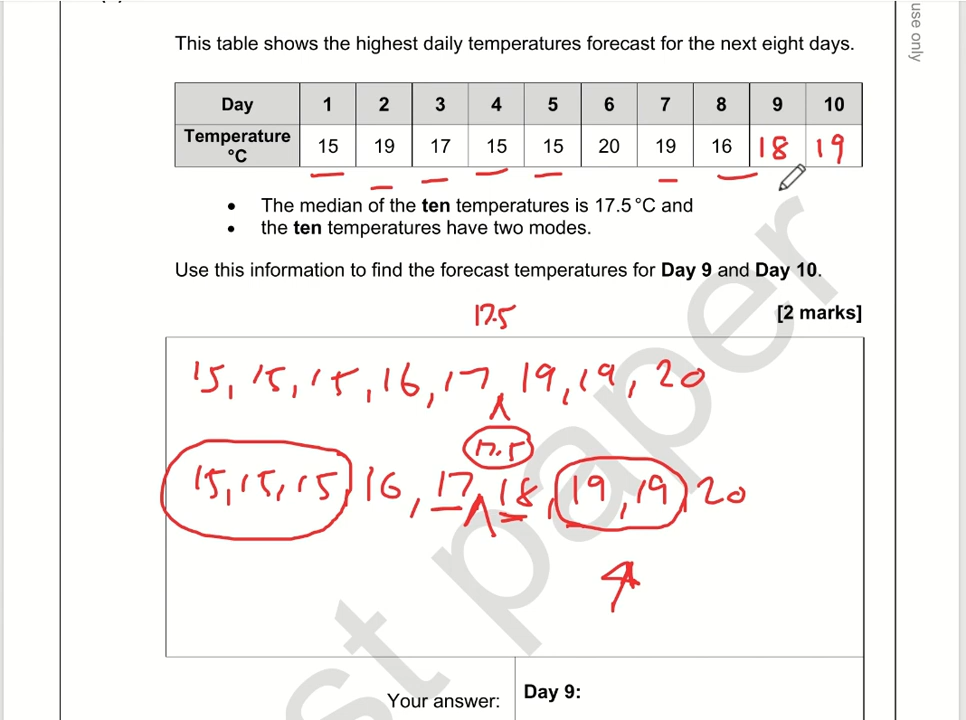 use only
This table shows the highest daily temperatures forecast for the next eight days.
Day 1 2 3 4 5 6 7 8 9 10
Temperature °C 15 19 17 15 15 20 19 16 18 19
• The median of the ten temperatures is 17.5 °C and
• the ten temperatures have two modes.
Use this information to find the forecast temperatures for Day 9 and Day 10.
17.5
[2 marks]
15, 15, 15, 16, 17, 19, 19, 20
17.5
15, 15, 15, 16, 17, 18, 19, 19, 20
Your answer: Day 9:
st paper